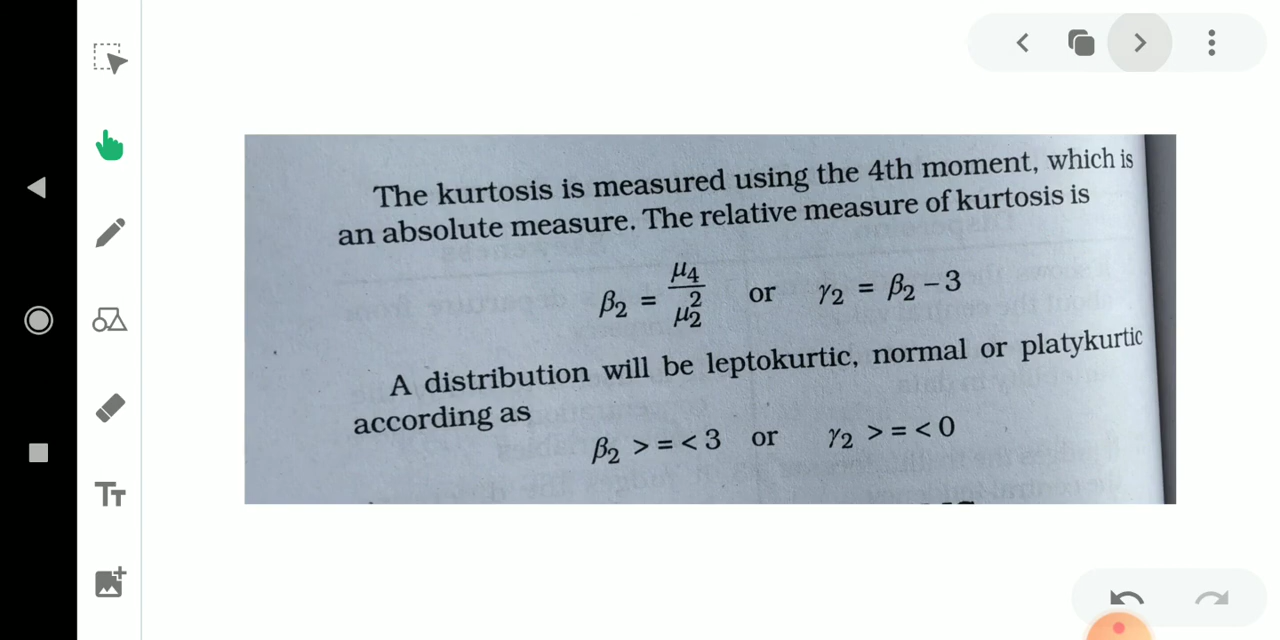 The kurtosis is measured using the 4th moment, which is
an absolute measure. The relative measure of kurtosis is
β₂ = μ₄ / μ₂² or γ₂ = β₂ − 3
A distribution will be leptokurtic, normal or platykurtic
according as
β₂ > = < 3 or γ₂ > = < 0
Tт